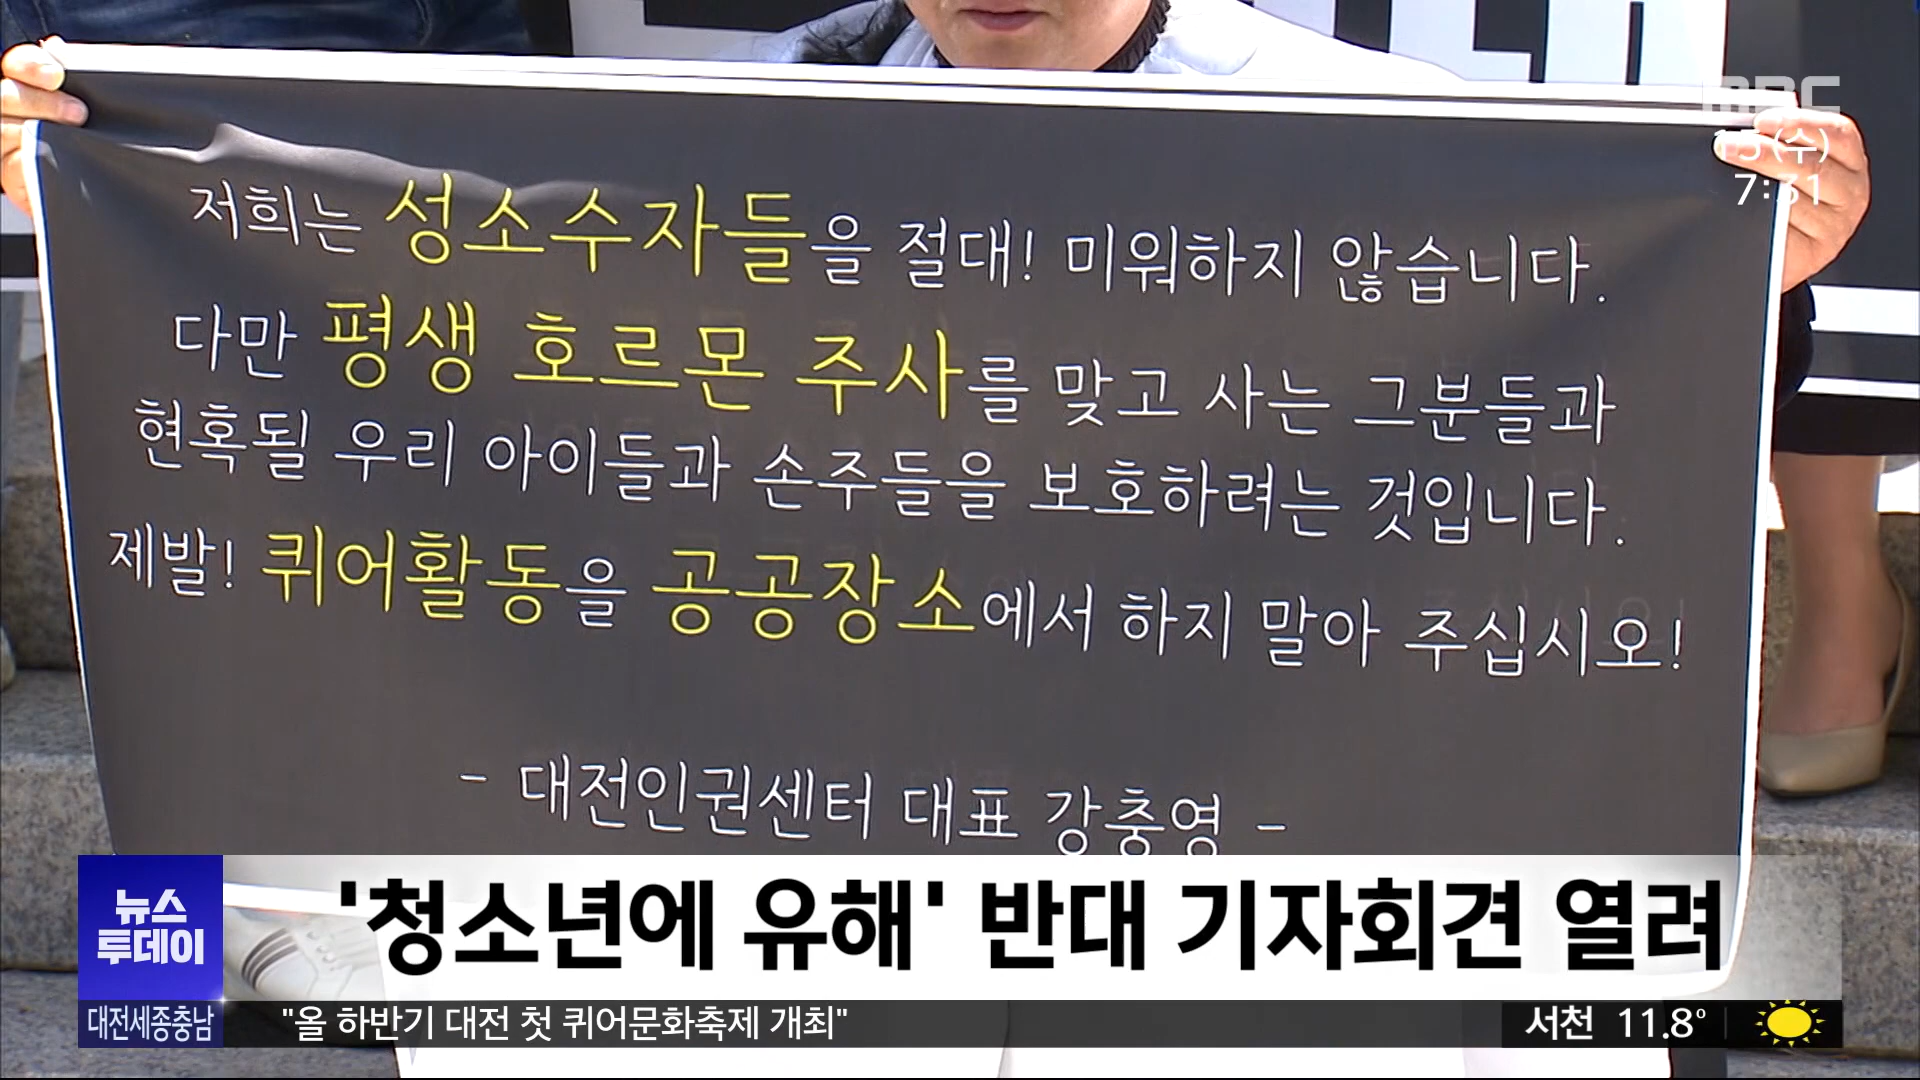 MBC
15(수)
7:31
저희는 성소수자들을 절대! 미워하지 않습니다.
다만 평생 호르몬 주사를 맞고 사는 그분들과
현혹될 우리 아이들과 손주들을 보호하려는 것입니다.
제발! 퀴어활동을 공공장소에서 하지 말아 주십시오!
- 대전인권센터 대표 강충영 -
뉴스
투데이
'청소년에 유해' 반대 기자회견 열려
대전세종충남
"올 하반기 대전 첫 퀴어문화축제 개최"
서천 11.8°